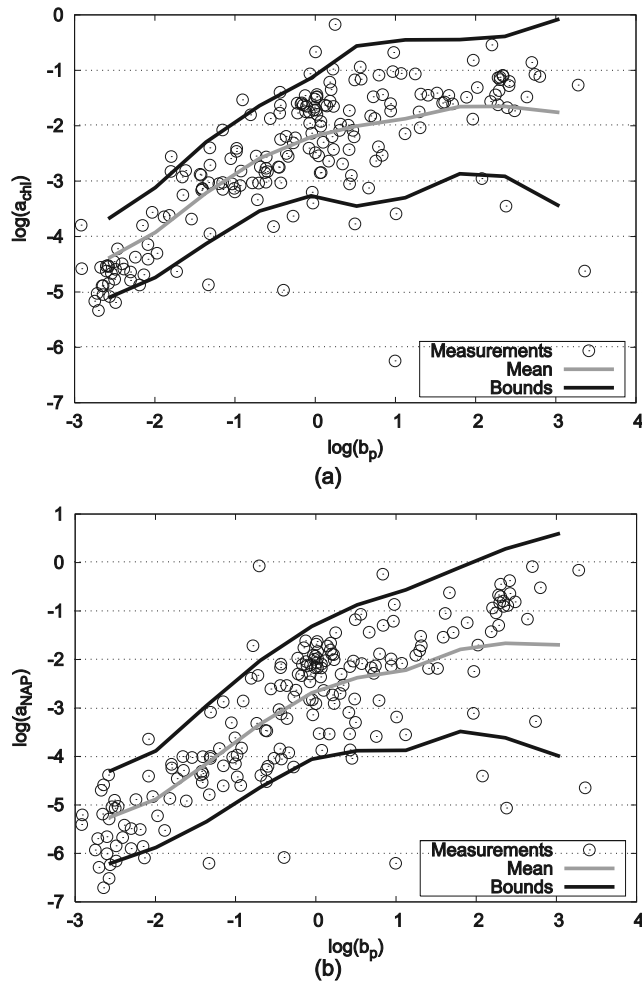 0
-1
-2
-3
-4
-5
-6
-7
log(a_chl)
Measurements
Mean
Bounds
-3 -2 -1 0 1 2 3 4
log(b_p)
(a)
1
0
-1
-2
-3
-4
-5
-6
-7
log(a_NAP)
Measurements
Mean
Bounds
-3 -2 -1 0 1 2 3 4
log(b_p)
(b)